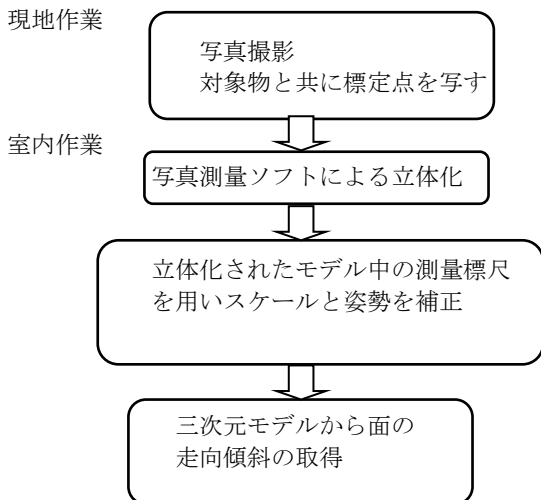 現地作業
写真撮影
対象物と共に標定点を写す
室内作業
写真測量ソフトによる立体化
立体化されたモデル中の測量標尺
を用いスケールと姿勢を補正
三次元モデルから面の
走向傾斜の取得